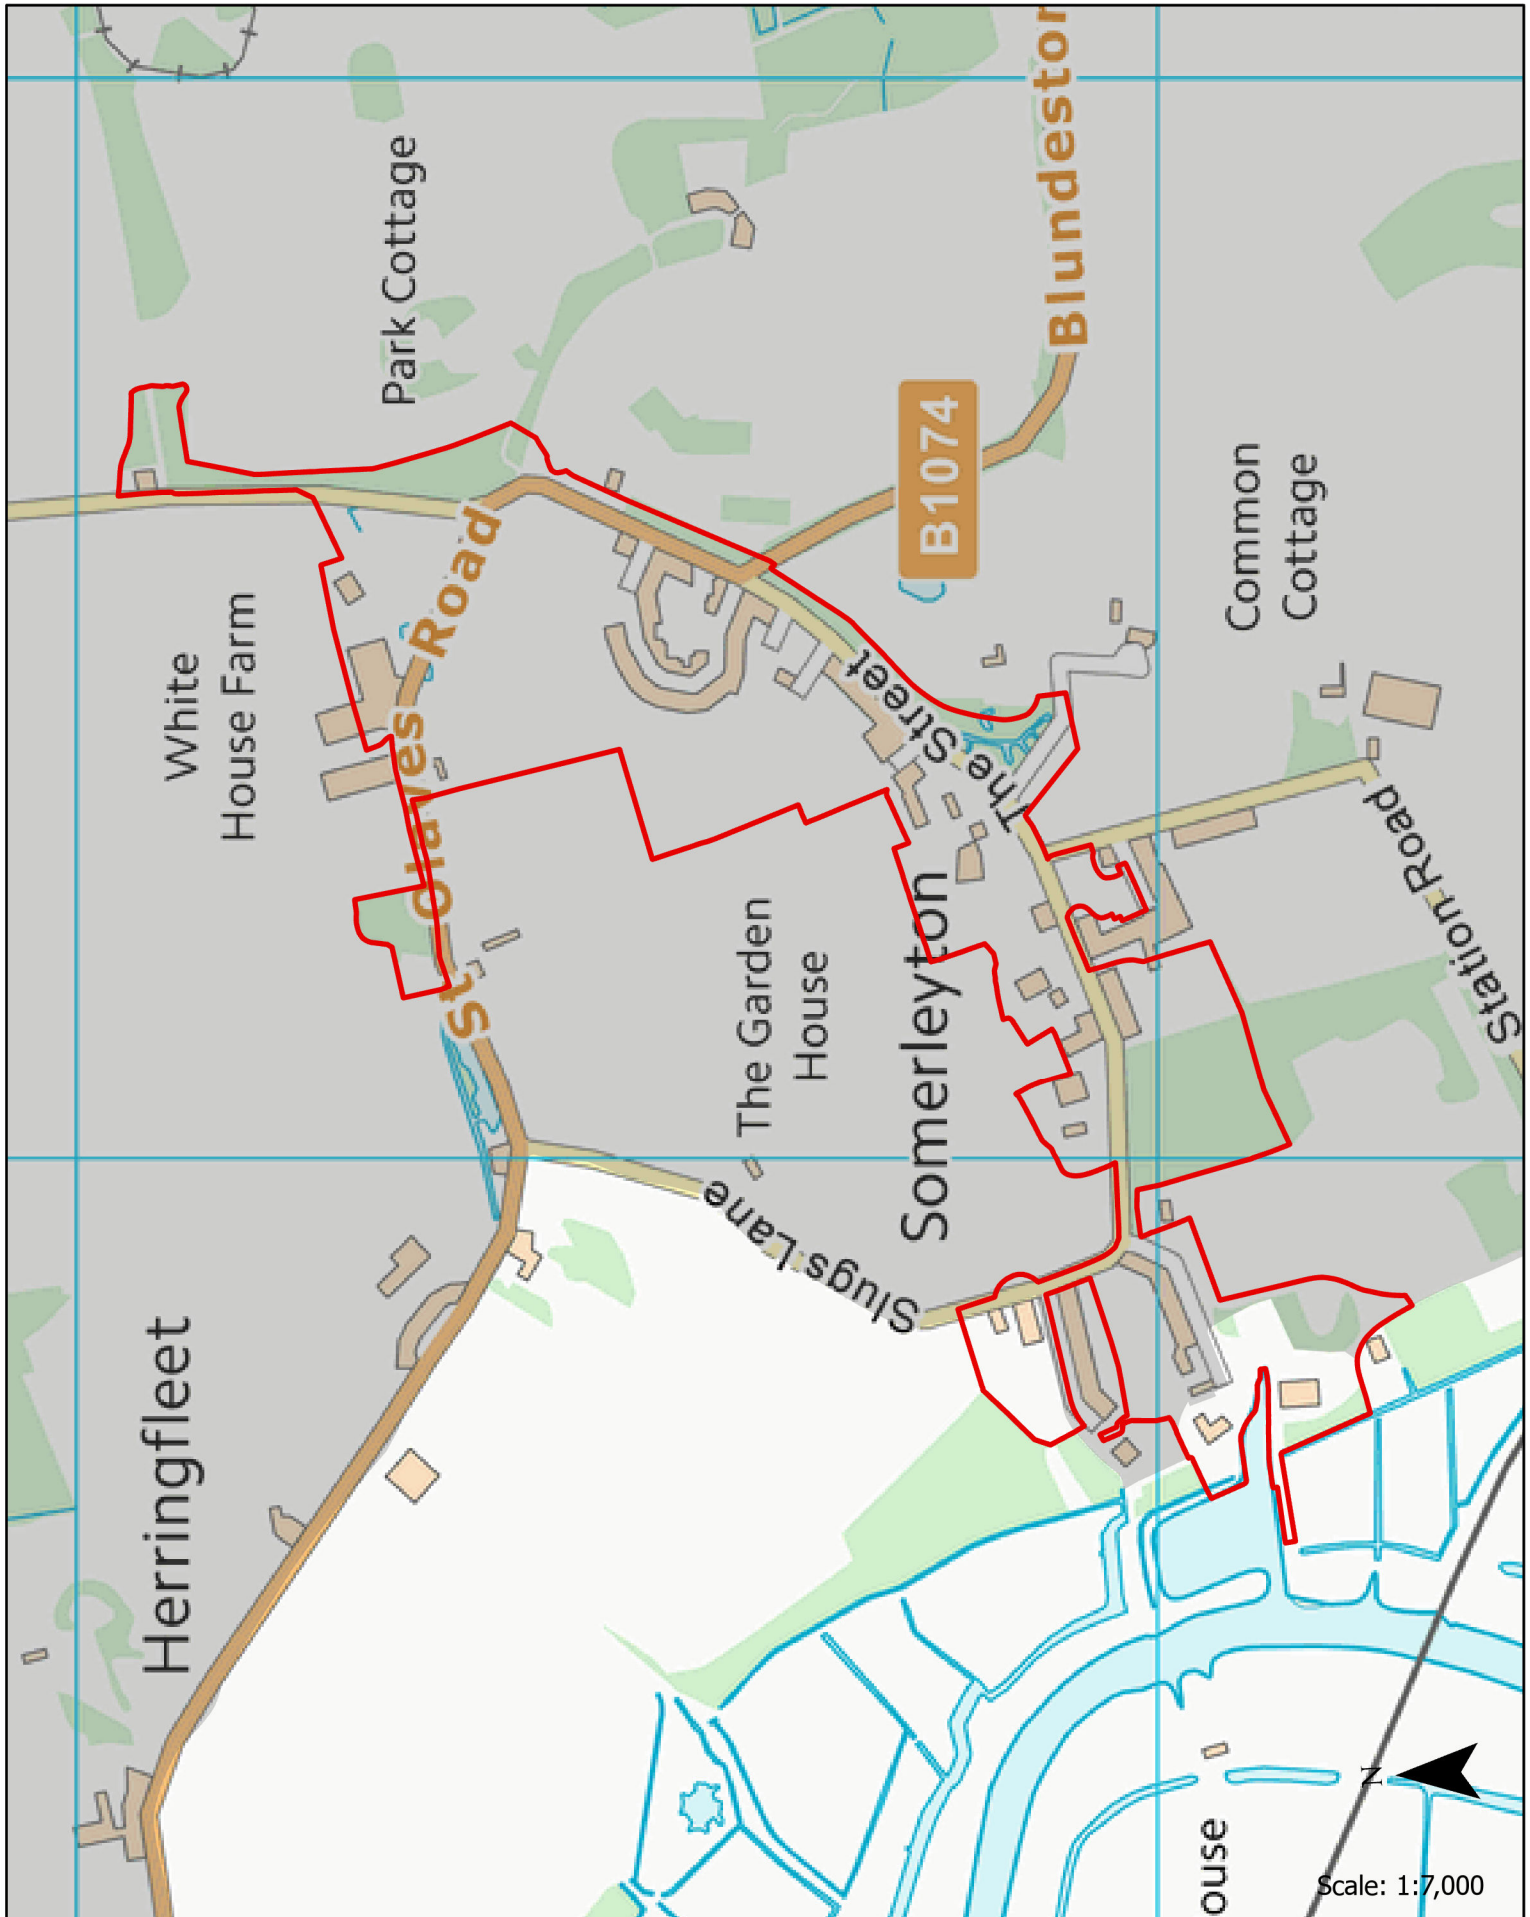 Herringfleet
White
House Farm
Park Cottage
St Olaves Road
The Garden
House
Slugs Lane
Somerleyton
The Street
B1074
Blundeston
Common
Cottage
Station Road
ouse
N
Scale: 1:7,000